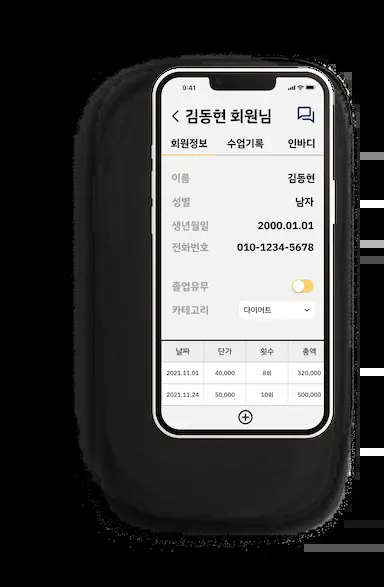 9:41
김동현 회원님
회원정보 수업기록 인바디
이름 김동현
성별 남자
생년월일 2000.01.01
전화번호 010-1234-5678
졸업유무
카테고리 다이어트
날짜 단가 횟수 총액
2021.11.01 40,000 8회 320,000
2021.11.24 50,000 10회 500,000